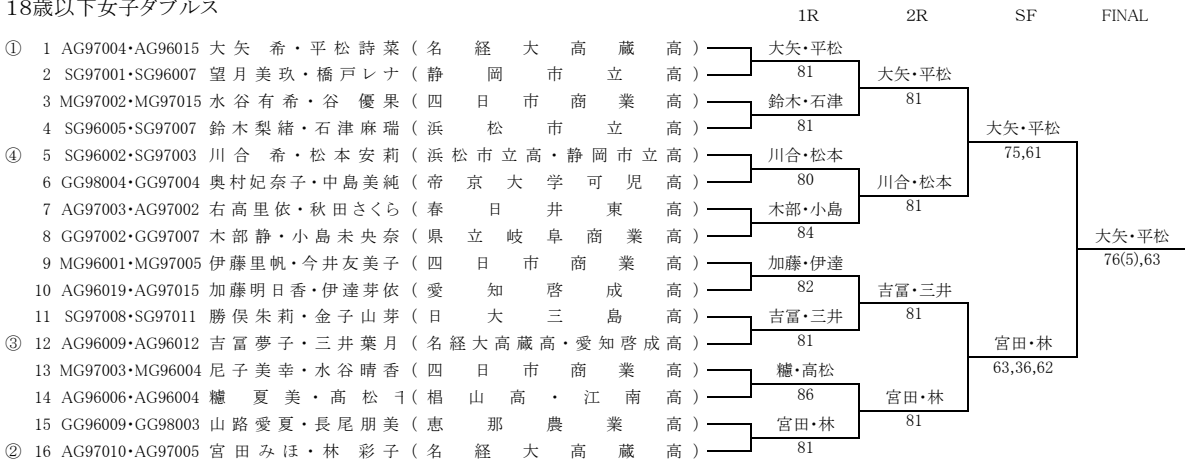 18歳以下女子ダブルス
1R 2R SF FINAL
① 1 AG97004・AG96015 大矢 希・平松詩菜(名経大高蔵高)
大矢・平松
2 SG97001・SG96007 望月美玖・橋戸レナ(静岡市立高)
81
大矢・平松
3 MG97002・MG97015 水谷有希・谷 優果(四日市商業高)
鈴木・石津
81
4 SG96005・SG97007 鈴木梨緒・石津麻瑞(浜松市立高)
81
大矢・平松
④ 5 SG96002・SG97003 川合 希・松本安莉(浜松市立高・静岡市立高)
川合・松本
75,61
6 GG98004・GG97004 奥村妃奈子・中島美純(帝京大学可児高)
80
川合・松本
7 AG97003・AG97002 右高里依・秋田さくら(春日井東高)
木部・小島
81
8 GG97002・GG97007 木部静・小島未央奈(県立岐阜商業高)
84
大矢・平松
9 MG96001・MG97005 伊藤里帆・今井友美子(四日市商業高)
加藤・伊達
76(5),63
10 AG96019・AG97015 加藤明日香・伊達芽依(愛知啓成高)
82
吉冨・三井
11 SG97008・SG97011 勝俣朱莉・金子山芽(日大三島高)
吉冨・三井
81
③ 12 AG96009・AG96012 吉冨夢子・三井葉月(名経大高蔵高・愛知啓成高)
81
宮田・林
13 MG97003・MG96004 尼子美幸・水谷晴香(四日市商業高)
糟・高松
63,36,62
14 AG96006・AG96004 夏美・髙松(椙山高・江南高)
86
宮田・林
15 GG96009・GG98003 山路愛夏・長尾朋美(恵那農業高)
宮田・林
81
② 16 AG97010・AG97005 宮田みほ・林 彩子(名経大高蔵高)
81